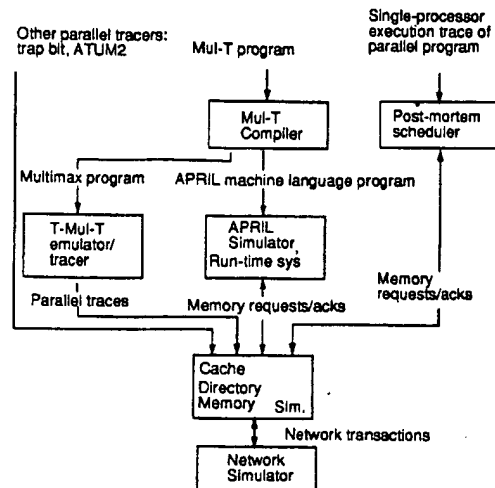 Other parallel tracers:
trap bit, ATUM2
Mul-T program
Single-processor
execution trace of
parallel program
Mul-T
Compiler
Post-mortem
scheduler
Multimax program
APRIL machine language program
T-Mul-T
emulator/
tracer
APRIL
Simulator,
Run-time sys
Parallel traces
Memory requests/acks
Memory
requests/acks
Cache
Directory
Memory Sim.
Network transactions
Network
Simulator